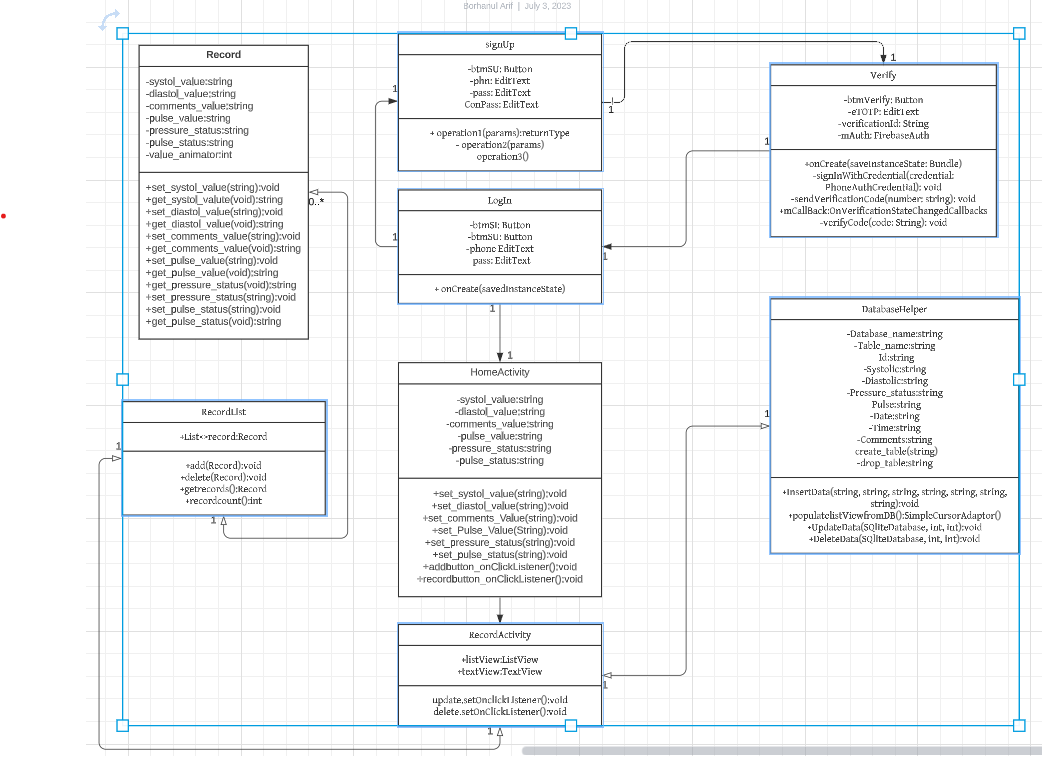 Borhanul Arif | July 3, 2023
Record
-systol_value:string
-diastol_value:string
-comments_value:string
-pulse_value:string
-pressure_status:string
-pulse_status:string
-value_animator:int
+set_systol_value(string):void
+get_systol_valute(void):string
+set_diastol_value(string):void
+get_diastol_value(void):string
+set_comments_value(string):void
+get_comments_value(void):string
+set_pulse_value(string):void
+get_pulse_value(void):string
+get_pressure_status(void):string
+set_pressure_status(string):void
+set_pulse_status(string):void
+get_pulse_status(void):string
0..*
signUp
-btmSU: Button
-phn: EditText
-pass: EditText
ConPass: EditText
+ operation1(params):returnType
- operation2(params)
operation3()
1
1
1
Verify
-btmVerify: Button
-eTOTP: EditText
-verificationId: String
-mAuth: FirebaseAuth
+onCreate(saveInstanceState: Bundle)
-signInWithCredential(credential:
PhoneAuthCredential): void
-sendVerificationCode(number: string): void
+mCallBack:OnVerificationStateChangedCallbacks
-verifyCode(code: String): void
1
LogIn
-btmSI: Button
-btmSU: Button
-phone EditText
pass: EditText
+ onCreate(savedInstanceState)
1
1
1
1
HomeActivity
-systol_value:string
-diastol_value:string
-comments_value:string
-pulse_value:string
-pressure_status:string
-pulse_status:string
+set_systol_value(string):void
+set_diastol_value(string):void
+set_comments_Value(string):void
+set_Pulse_Value(String):void
+set_pressure_status(string):void
+set_pulse_status(string):void
+addbutton_onClickListener():void
+recordbutton_onClickListener():void
DatabaseHelper
-Database_name:string
-Table_name:string
Id:string
-Systolic:string
-Diastolic:string
-Pressure_status:string
Pulse:string
-Date:string
-Time:string
-Comments:string
create_table(string)
-drop_table:string
+InsertData(string, string, string, string, string, string,
string):void
+populatelistViewfromDB():SimpleCursorAdaptor()
+UpdateData(SQliteDatabase, int, int):void
+DeleteData(SQliteDatabase, int, int):void
1
RecordList
+List<>record:Record
+add(Record):void
+delete(Record):void
+getrecords():Record
+recordcount():int
1
1
RecordActivity
+listView:ListView
+textView:TextView
update.setOnclickListener():void
delete.setOnClickListener():void
1
1